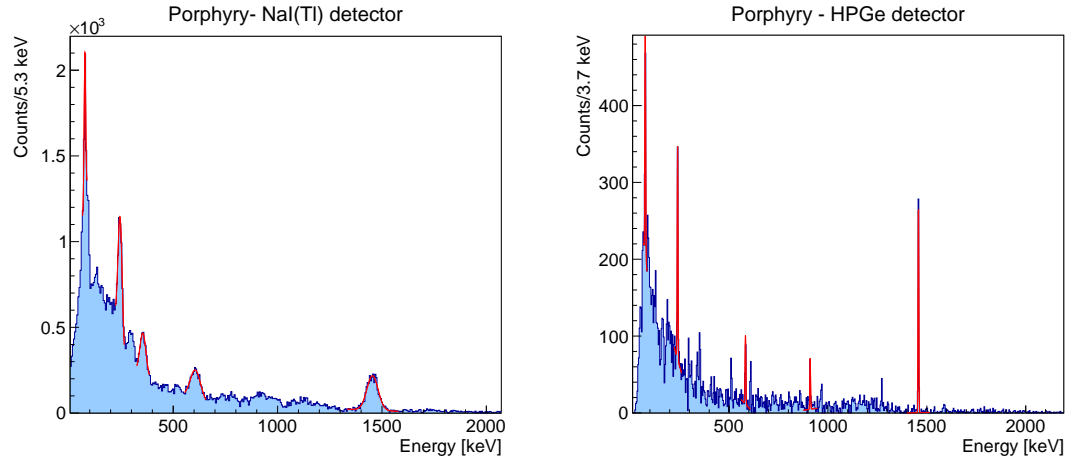 Porphyry- NaI(Tl) detector
×10³
Counts/5.3 keV
2
1.5
1
0.5
0
0 500 1000 1500 2000
Energy [keV]
Porphyry - HPGe detector
Counts/3.7 keV
400
300
200
100
0
500 1000 1500 2000
Energy [keV]